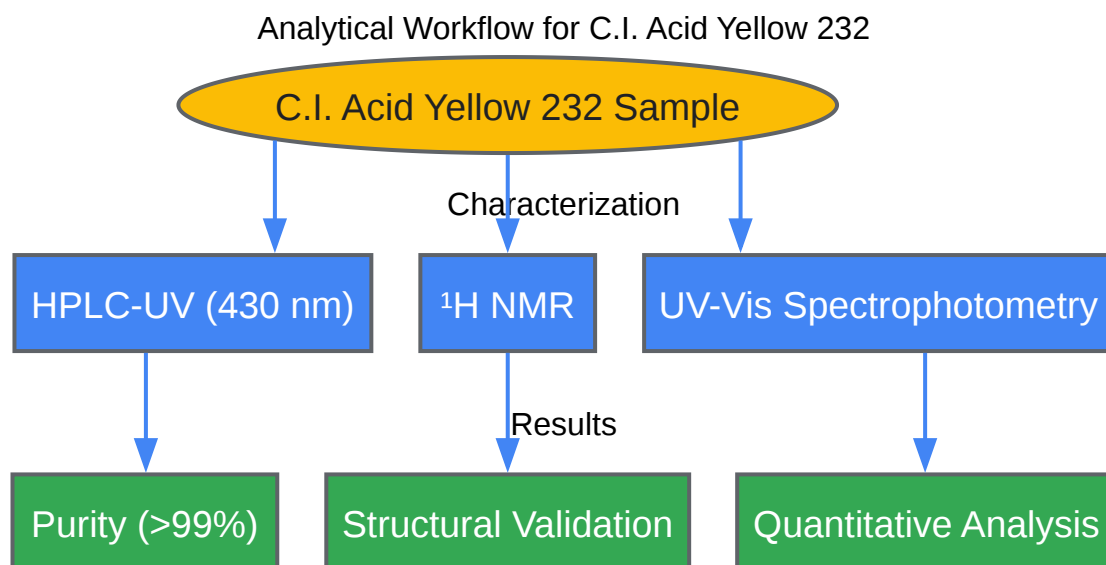 Analytical Workflow for C.I. Acid Yellow 232
C.I. Acid Yellow 232 Sample
Characterization
HPLC-UV (430 nm)
¹H NMR
UV-Vis Spectrophotometry
Results
Purity (>99%)
Structural Validation
Quantitative Analysis